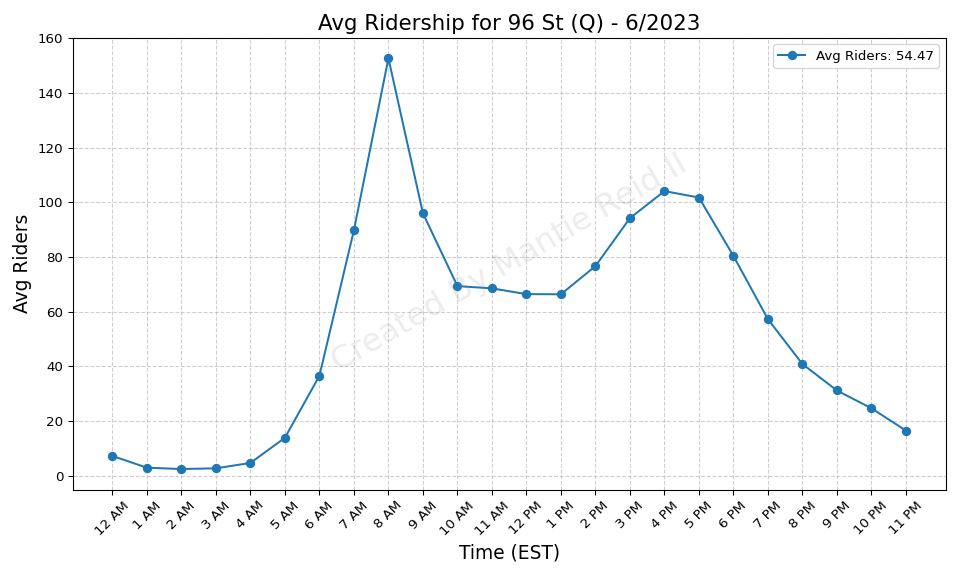 Avg Ridership for 96 St (Q) - 6/2023
Avg Riders: 54.47
Avg Riders
160
140
120
100
80
60
40
20
0
Created By Mantie Reid II
12 AM
1 AM
2 AM
3 AM
4 AM
5 AM
6 AM
7 AM
8 AM
9 AM
10 AM
11 AM
12 PM
1 PM
2 PM
3 PM
4 PM
5 PM
6 PM
7 PM
8 PM
9 PM
10 PM
11 PM
Time (EST)